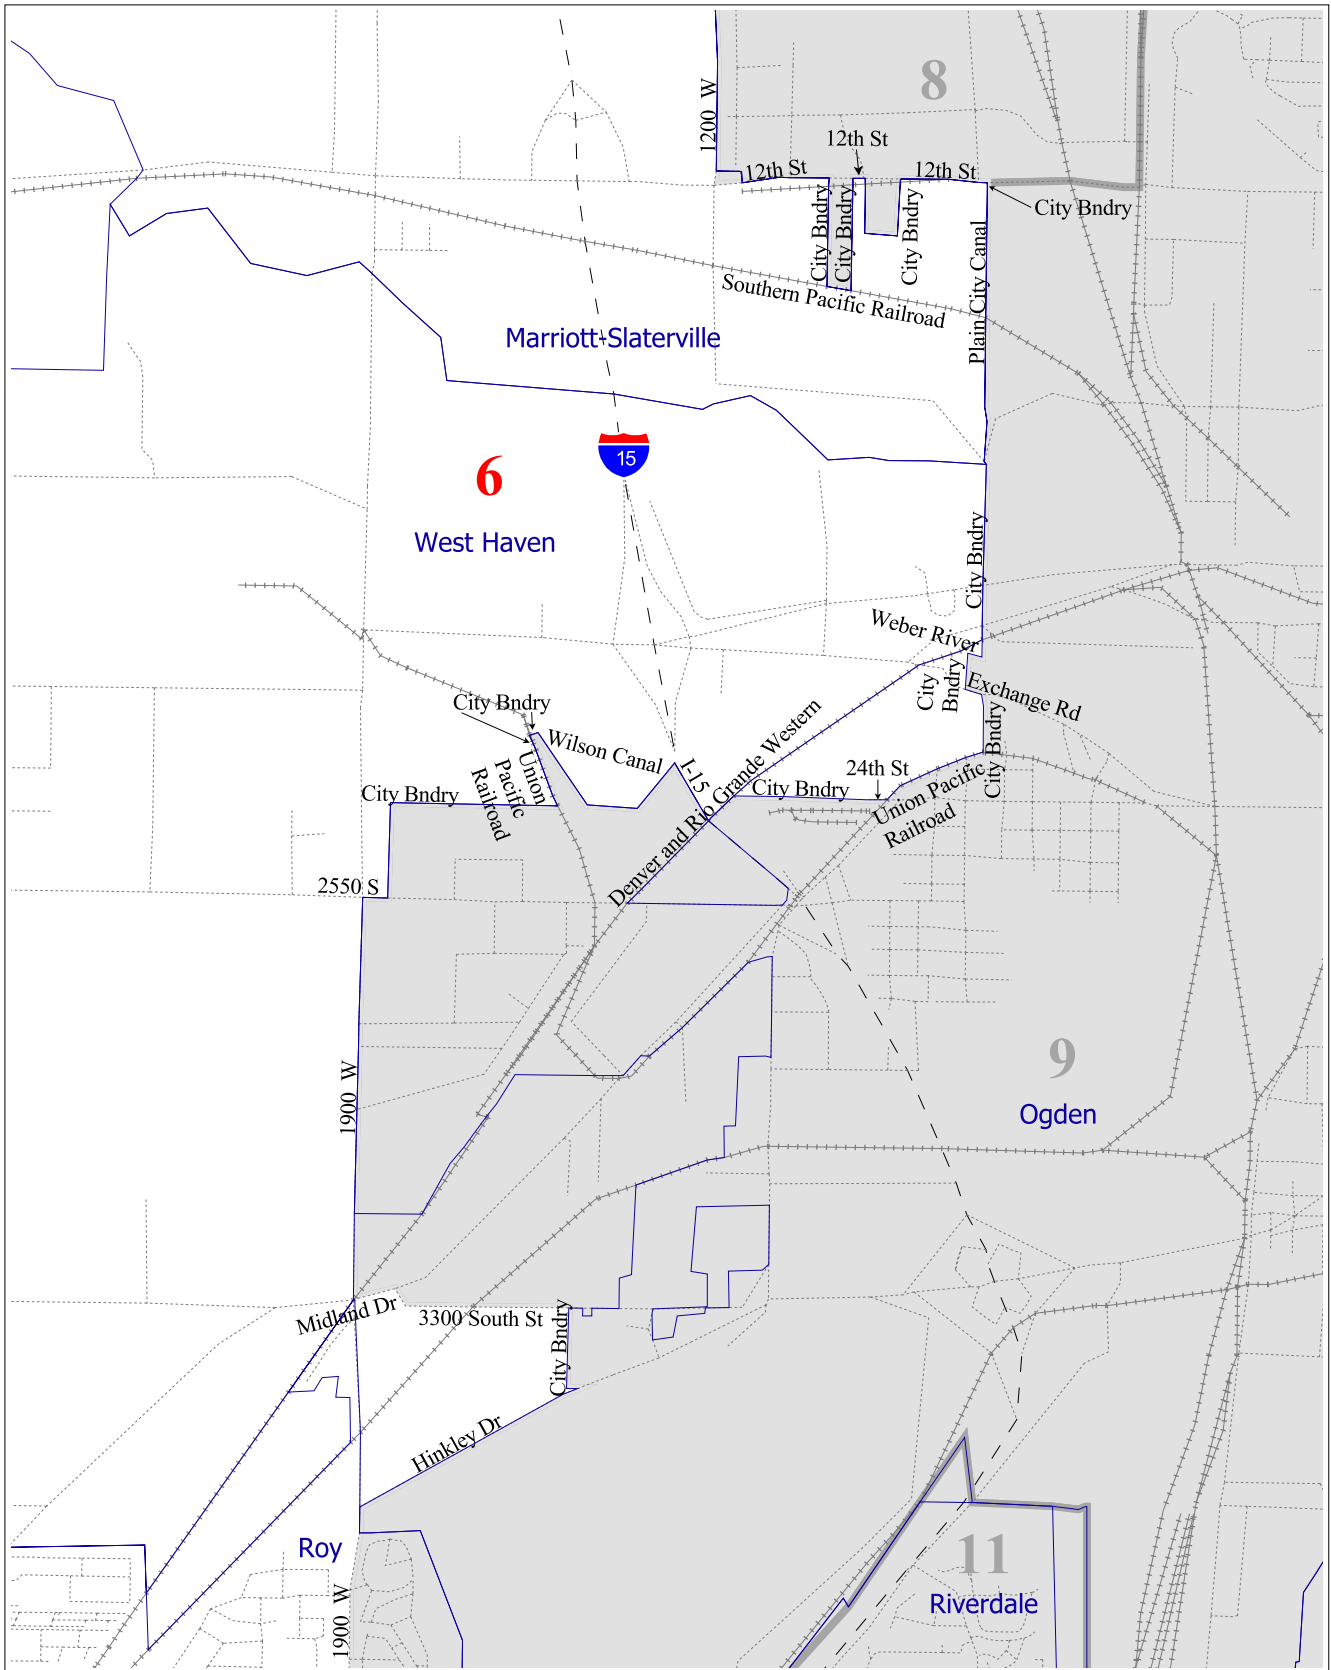 8
1200 W
12th St
12th St
12th St
City Bndry
City Bndry
City Bndry
City Bndry
Plain City Canal
Southern Pacific Railroad
Marriott-Slaterville
15
6
West Haven
City Bndry
Weber River
City
Bndry
Exchange Rd
City Bndry
City Bndry
Wilson Canal
Union
Pacific
Railroad
I-15
Denver and Rio Grande Western
24th St
City Bndry
City Bndry
Union Pacific
Railroad
2550 S
1900 W
9
Ogden
Midland Dr
3300 South St
City Bndry
Hinkley Dr
Roy
1900 W
11
Riverdale